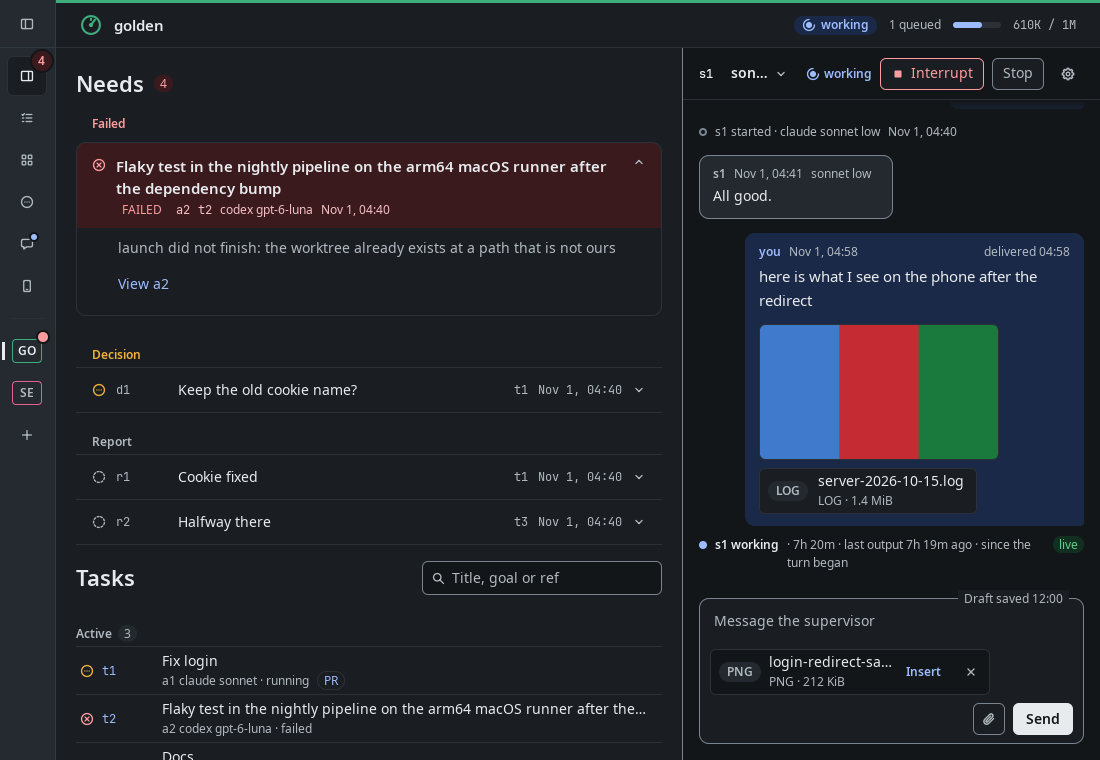 golden
working
1 queued
610K / 1M
4
GO
SE
Needs 4
Failed
Flaky test in the nightly pipeline on the arm64 macOS runner after
the dependency bump
FAILED a2 t2 codex gpt-6-luna Nov 1, 04:40
launch did not finish: the worktree already exists at a path that is not ours
View a2
Decision
d1 Keep the old cookie name? t1 Nov 1, 04:40
Report
r1 Cookie fixed t1 Nov 1, 04:40
r2 Halfway there t3 Nov 1, 04:40
Tasks
Title, goal or ref
Active 3
t1 Fix login
a1 claude sonnet · running PR
t2 Flaky test in the nightly pipeline on the arm64 macOS runner after the…
a2 codex gpt-6-luna · failed
Docs
s1 son… working Interrupt Stop
s1 started · claude sonnet low Nov 1, 04:40
s1 Nov 1, 04:41 sonnet low
All good.
you Nov 1, 04:58 delivered 04:58
here is what I see on the phone after the
redirect
LOG server-2026-10-15.log
LOG · 1.4 MiB
s1 working · 7h 20m · last output 7h 19m ago · since the
turn began
live
Draft saved 12:00
Message the supervisor
PNG login-redirect-sa…
PNG · 212 KiB
Insert
Send